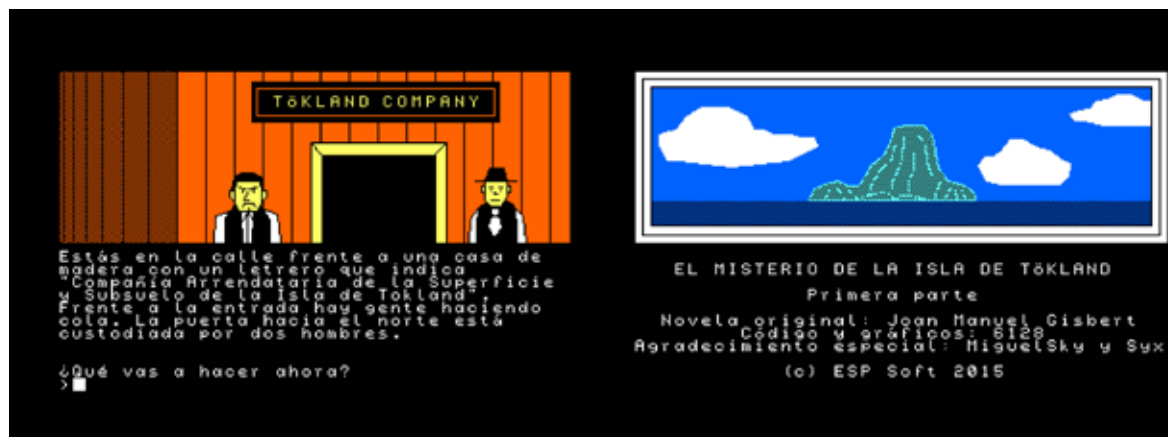 TöKLAND COMPANY
Estás en la calle frente a una casa de
madera con un letrero que indica
"Compañía Arrendataria de la Superficie
y Subsuelo de la Isla de Tökland".
Frente a la entrada hay gente haciendo
cola. La puerta hacia el norte está
custodiada por dos hombres.
¿Qué vas a hacer ahora?
>
EL MISTERIO DE LA ISLA DE TöKLAND
Primera parte
Novela original: Joan Manuel Gisbert
Código y gráficos: 6128
Agradecimiento especial: MiguelSky y Syx
(c) ESP Soft 2015